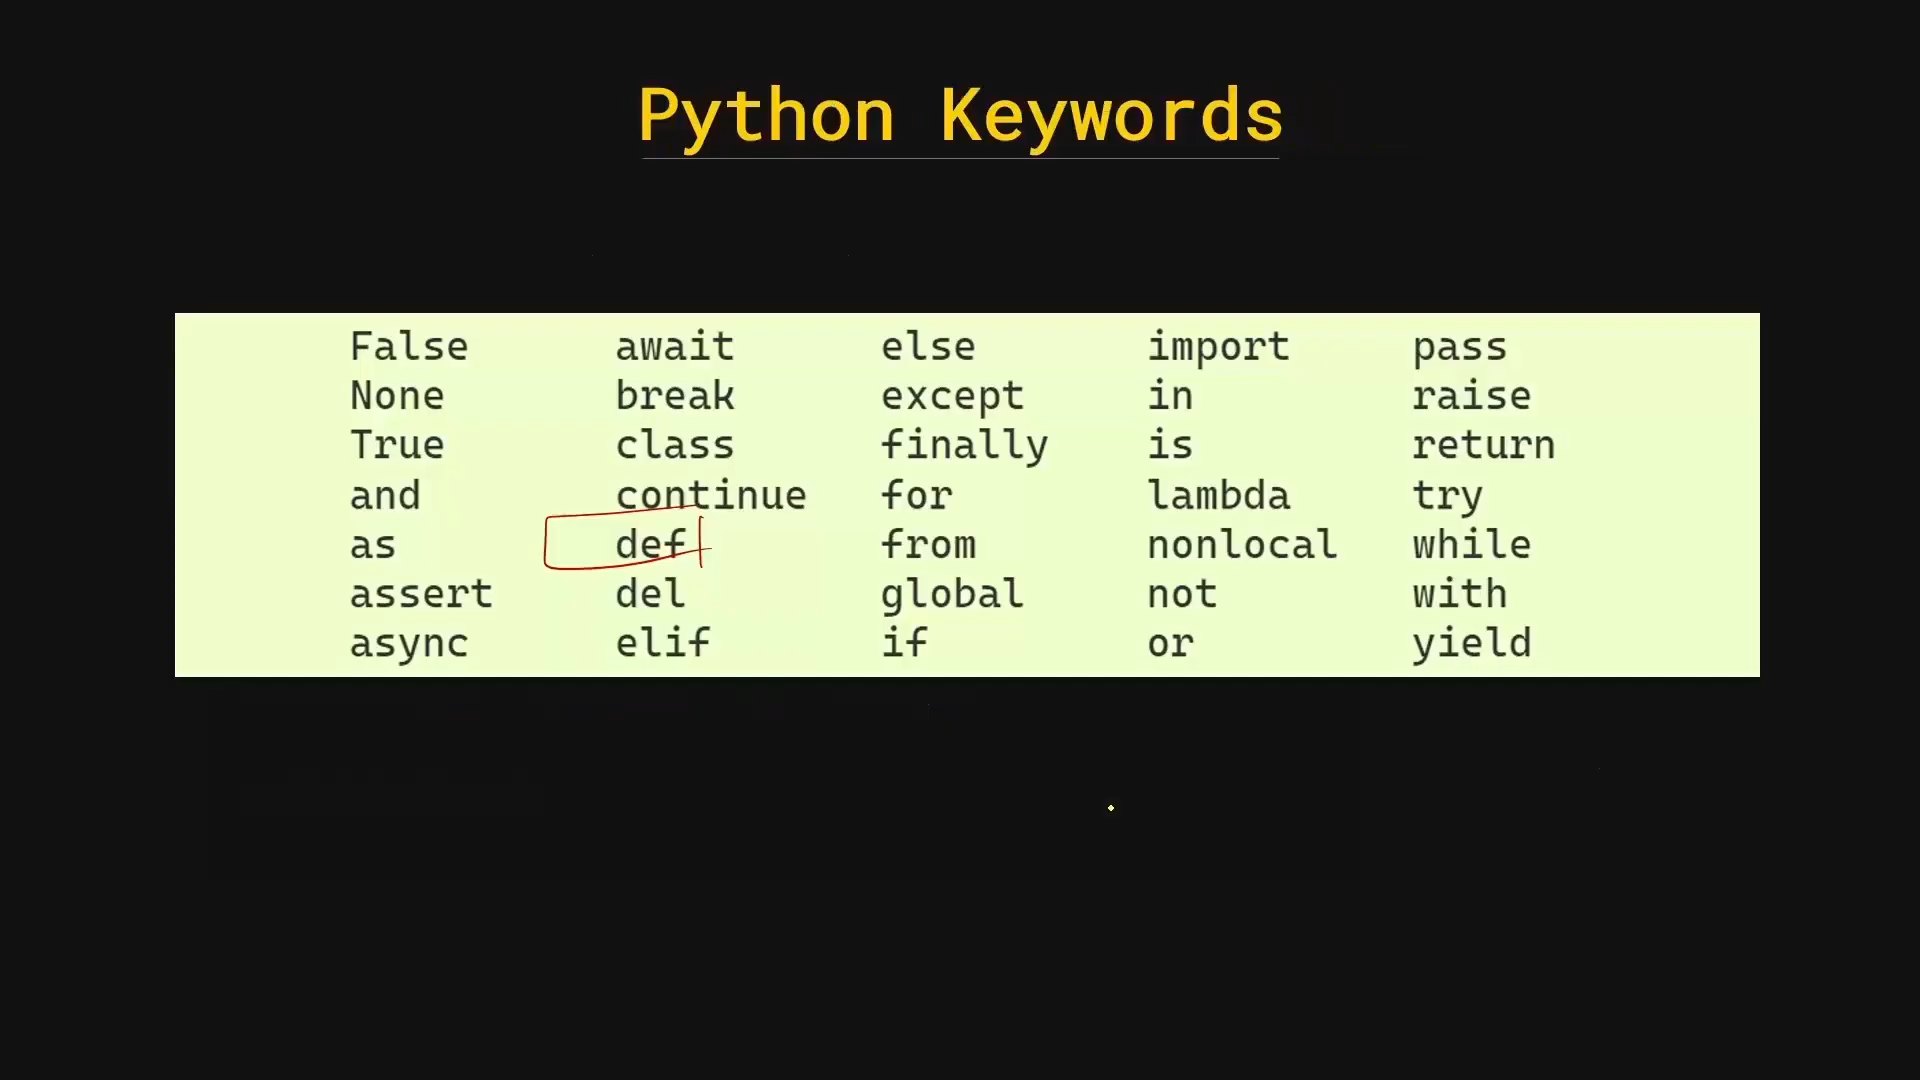 Python Keywords
False await else import pass
None break except in raise
True class finally is return
and continue for lambda try
as def from nonlocal while
assert del global not with
async elif if or yield